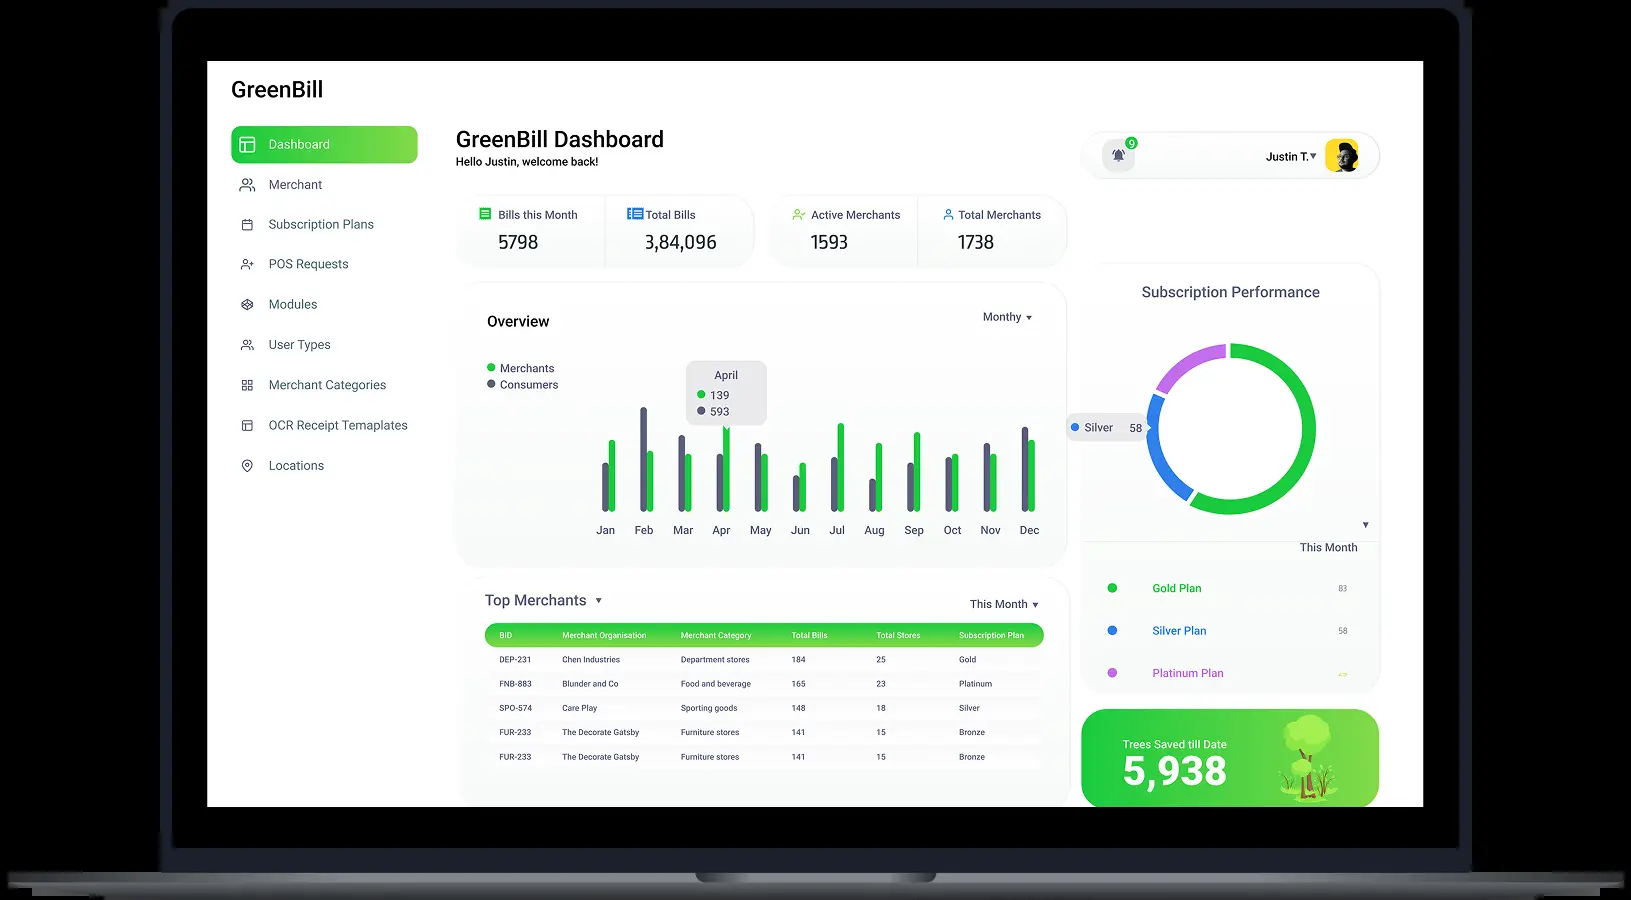 GreenBill
Dashboard
Merchant
Subscription Plans
POS Requests
Modules
User Types
Merchant Categories
OCR Receipt Temaplates
Locations
GreenBill Dashboard
Hello Justin, welcome back!
9
Justin T.
Bills this Month
5798
Total Bills
3,84,096
Active Merchants
1593
Total Merchants
1738
Overview
Monthy
Merchants
Consumers
April
139
593
Jan Feb Mar Apr May Jun Jul Aug Sep Oct Nov Dec
Top Merchants
This Month
BID Merchant Organisation Merchant Category Total Bills Total Stores Subscription Plan
DEP-231 Chen Industries Department stores 184 25 Gold
FNB-883 Blunder and Co Food and beverage 165 23 Platinum
SPO-574 Care Play Sporting goods 148 18 Silver
FUR-233 The Decorate Gatsby Furniture stores 141 15 Bronze
FUR-233 The Decorate Gatsby Furniture stores 141 15 Bronze
Subscription Performance
Silver 58
This Month
Gold Plan 83
Silver Plan 58
Platinum Plan
Trees Saved till Date
5,938